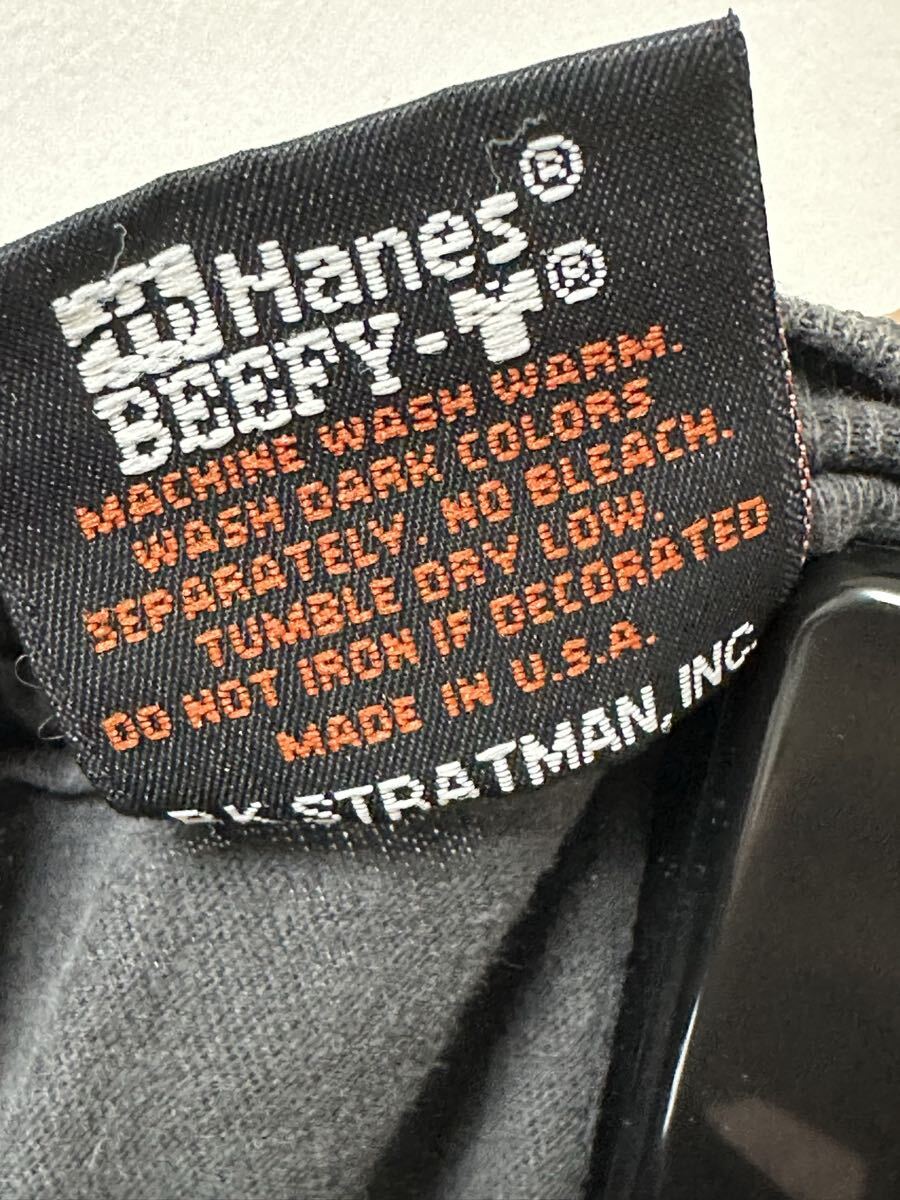 Hanes®
BEEFY-T®
MACHINE WASH WARM.
WASH DARK COLORS
SEPARATELY. NO BLEACH.
TUMBLE DRY LOW.
DO NOT IRON IF DECORATED
MADE IN U.S.A.
R.K. STRATMAN, INC.